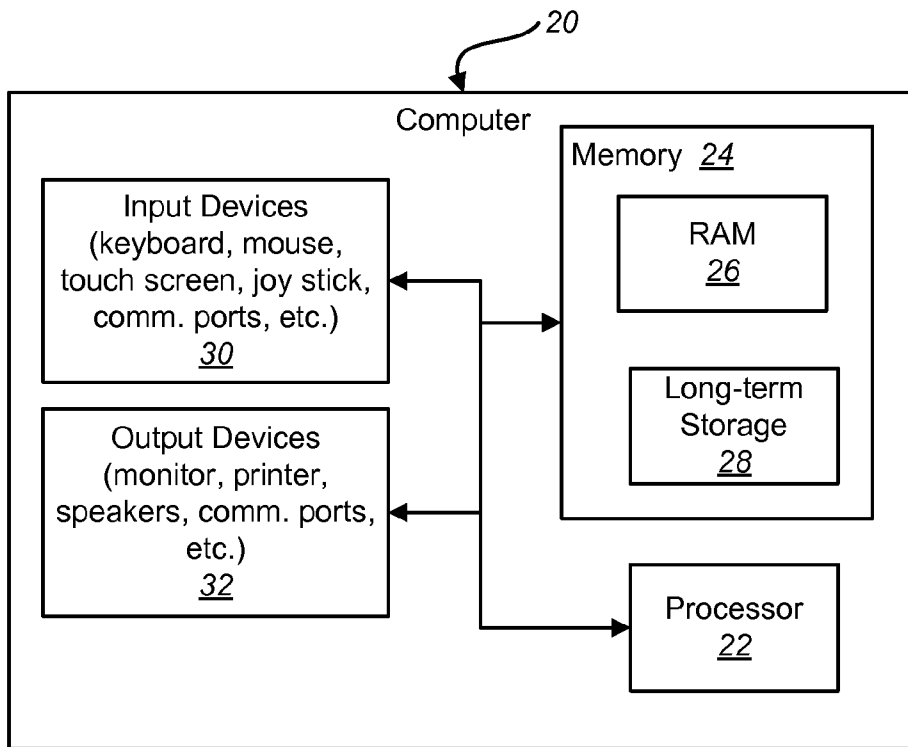 20
Computer
Input Devices
(keyboard, mouse,
touch screen, joy stick,
comm. ports, etc.)
30
Output Devices
(monitor, printer,
speakers, comm. ports,
etc.)
32
Memory 24
RAM
26
Long-term
Storage
28
Processor
22